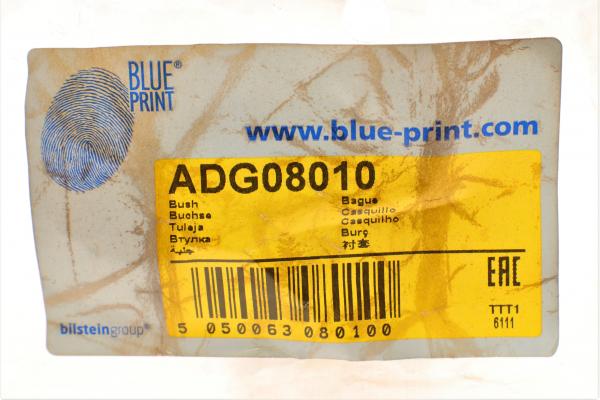 BLUE®
PRINT
www.blue-print.com
ADG08010
Bush
Buchse
Tuleja
Втулка
جلبة
Bague
Casquillo
Casquilho
Burç
衬套
EAC
5 050063 080100
TTT1
6111
bilsteingroup®